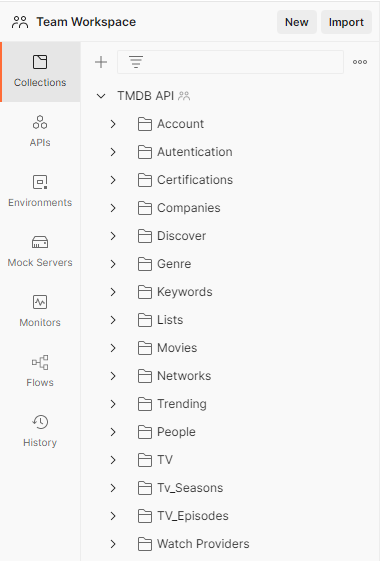 Team Workspace
New
Import
Collections
APIs
Environments
Mock Servers
Monitors
Flows
History
TMDB API
Account
Autentication
Certifications
Companies
Discover
Genre
Keywords
Lists
Movies
Networks
Trending
People
TV
Tv_Seasons
TV_Episodes
Watch Providers